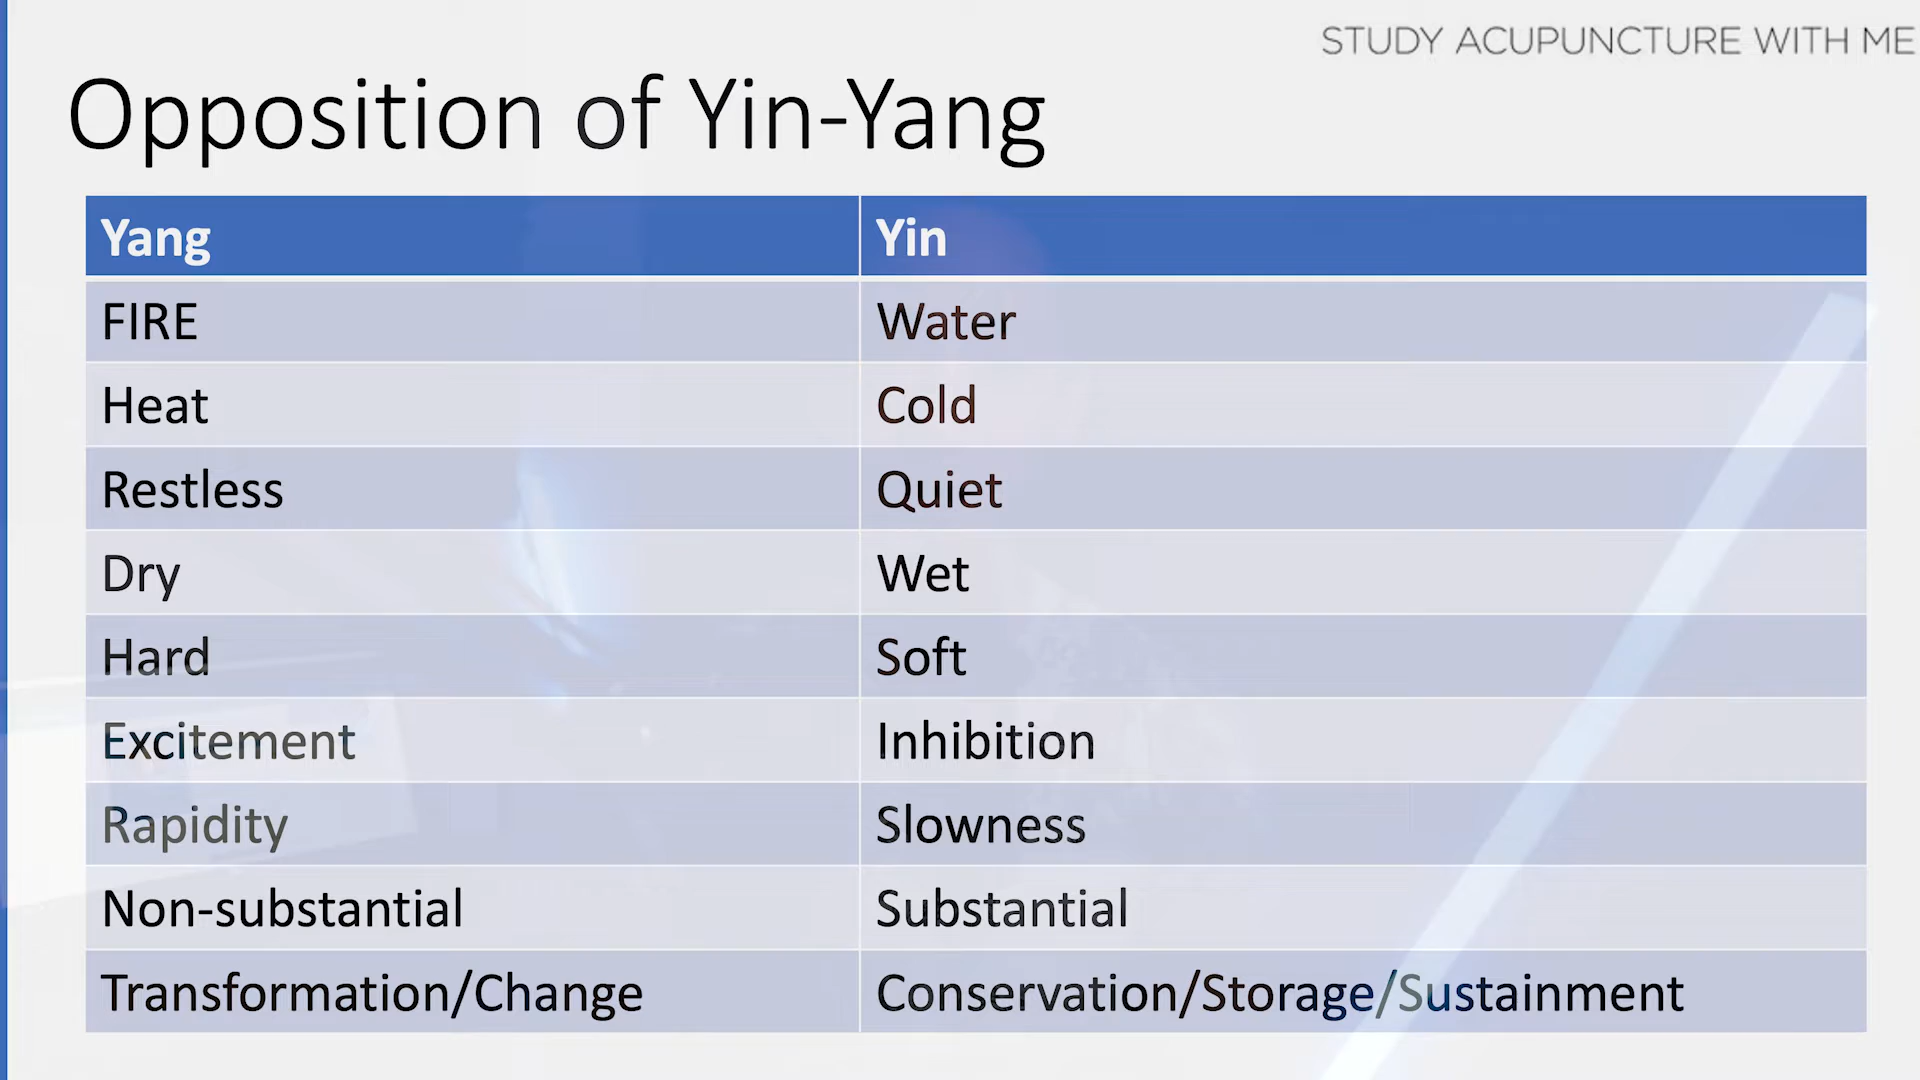 STUDY ACUPUNCTURE WITH ME
Opposition of Yin-Yang
Yang Yin
FIRE Water
Heat Cold
Restless Quiet
Dry Wet
Hard Soft
Excitement Inhibition
Rapidity Slowness
Non-substantial Substantial
Transformation/Change Conservation/Storage/Sustainment